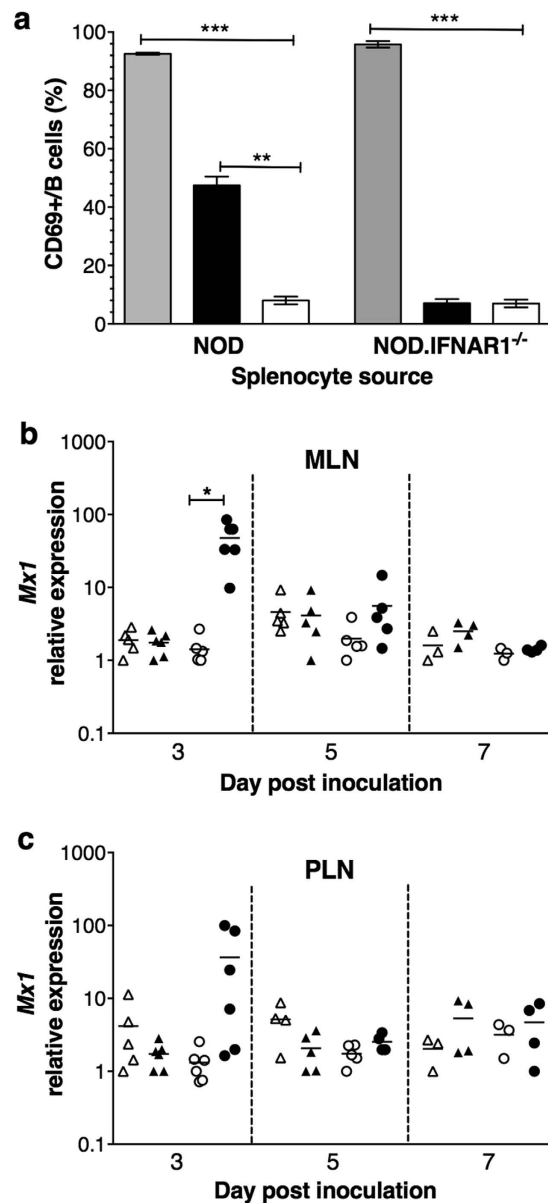 a
CD69+/B cells (%)
100
80
60
40
20
0
***
**
***
NOD
NOD.IFNAR1-/-
Splenocyte source
b
MLN
Mx1
relative expression
1000
100
10
1
0.1
*
3
5
7
Day post inoculation
c
PLN
Mx1
relative expression
1000
100
10
1
0.1
3
5
7
Day post inoculation